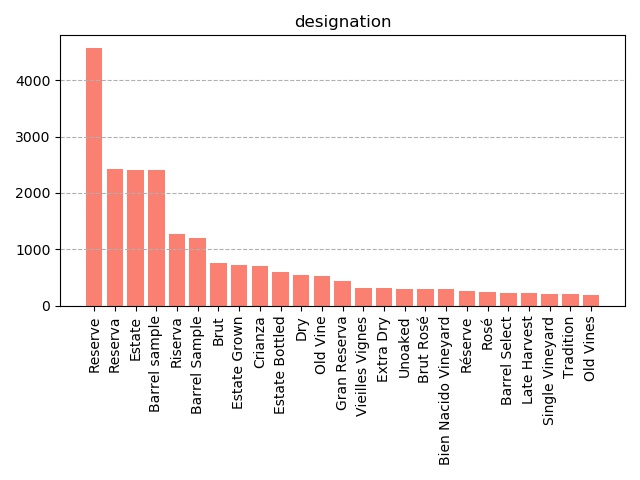 designation
4000
3000
2000
1000
0
Reserve
Reserva
Estate
Barrel sample
Riserva
Barrel Sample
Brut
Estate Grown
Crianza
Estate Bottled
Dry
Old Vine
Gran Reserva
Vieilles Vignes
Extra Dry
Unoaked
Brut Rosé
Bien Nacido Vineyard
Réserve
Rosé
Barrel Select
Late Harvest
Single Vineyard
Tradition
Old Vines